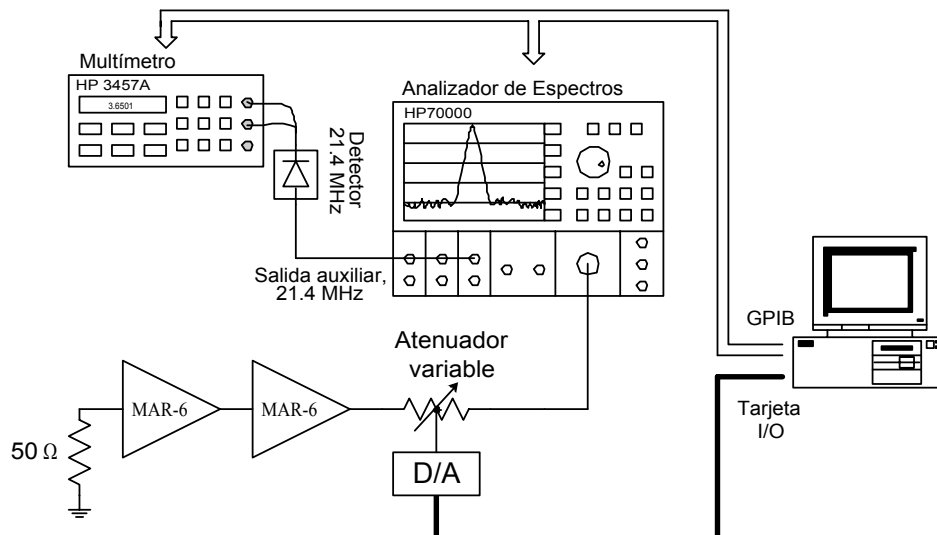 Multímetro
HP 3457A
3.6501
Analizador de Espectros
HP70000
Detector
21.4 MHz
Salida auxiliar,
21.4 MHz
GPIB
Atenuador
variable
MAR-6
MAR-6
Tarjeta
I/O
50 Ω
D/A